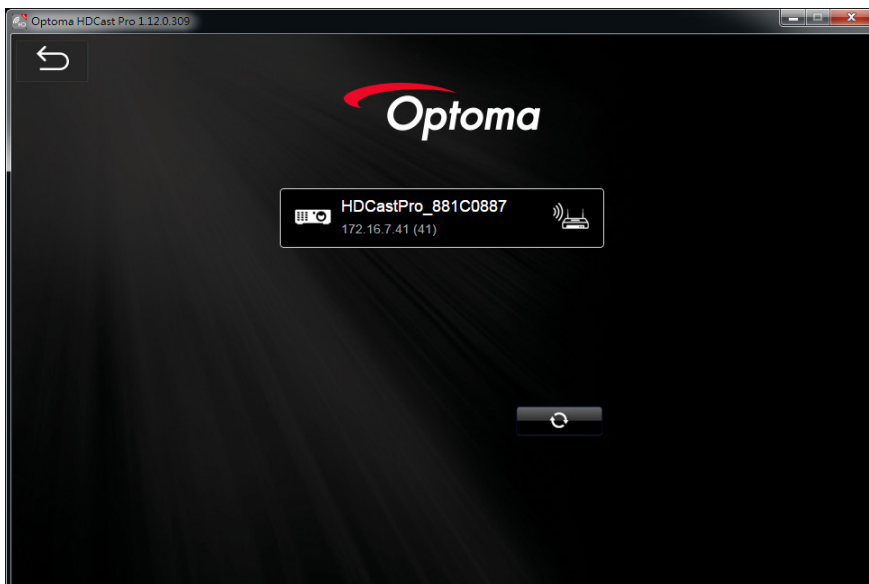 Optoma HDCast Pro 1.12.0.309
Optoma
HDCastPro_881C0887
172.16.7.41 (41)